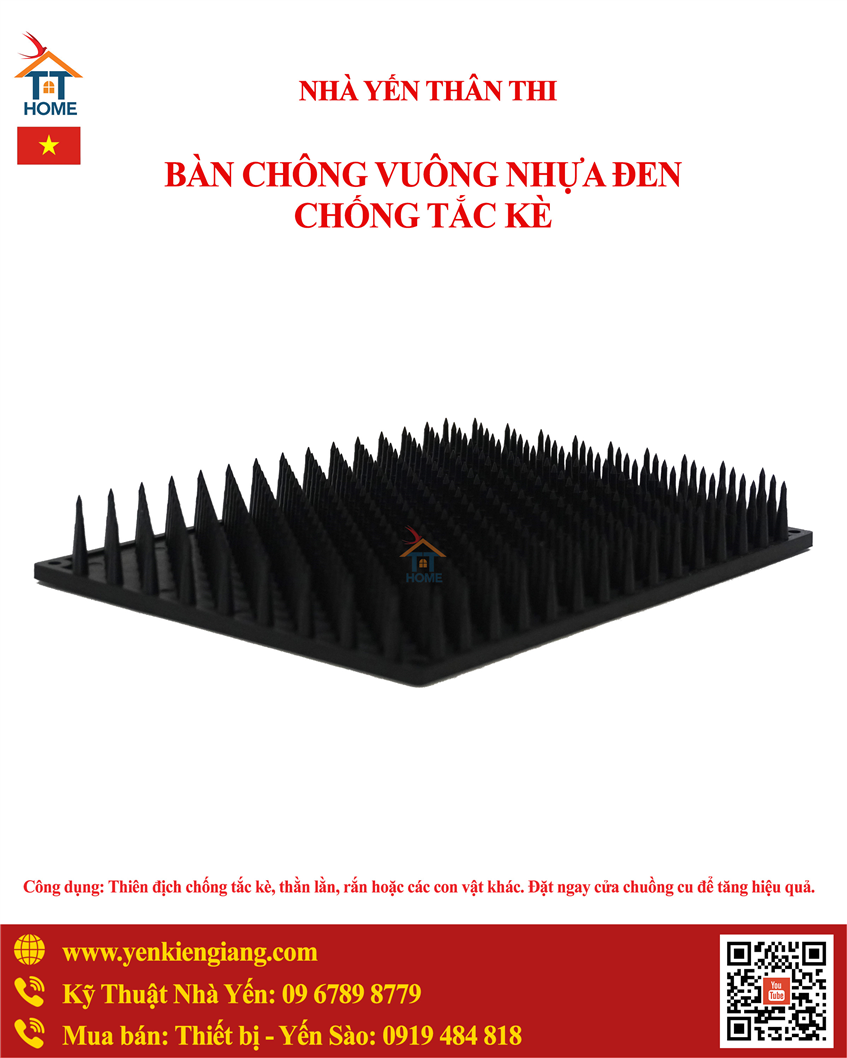 TT
HOME
NHÀ YẾN THÂN THI
BÀN CHÔNG VUÔNG NHỰA ĐEN
CHỐNG TẮC KÈ
TT
HOME
Công dụng: Thiên địch chống tắc kè, thằn lằn, rắn hoặc các con vật khác. Đặt ngay cửa chuồng cu để tăng hiệu quả.
www.yenkiengiang.com
Kỹ Thuật Nhà Yến: 09 6789 8779
Mua bán: Thiết bị - Yến Sào: 0919 484 818
You
Tube